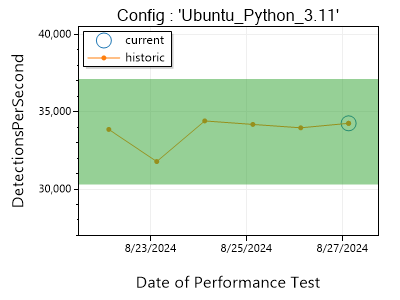 Config : 'Ubuntu_Python_3.11'
current
historic
40,000
35,000
30,000
DetectionsPerSecond
8/23/2024
8/25/2024
8/27/2024
Date of Performance Test